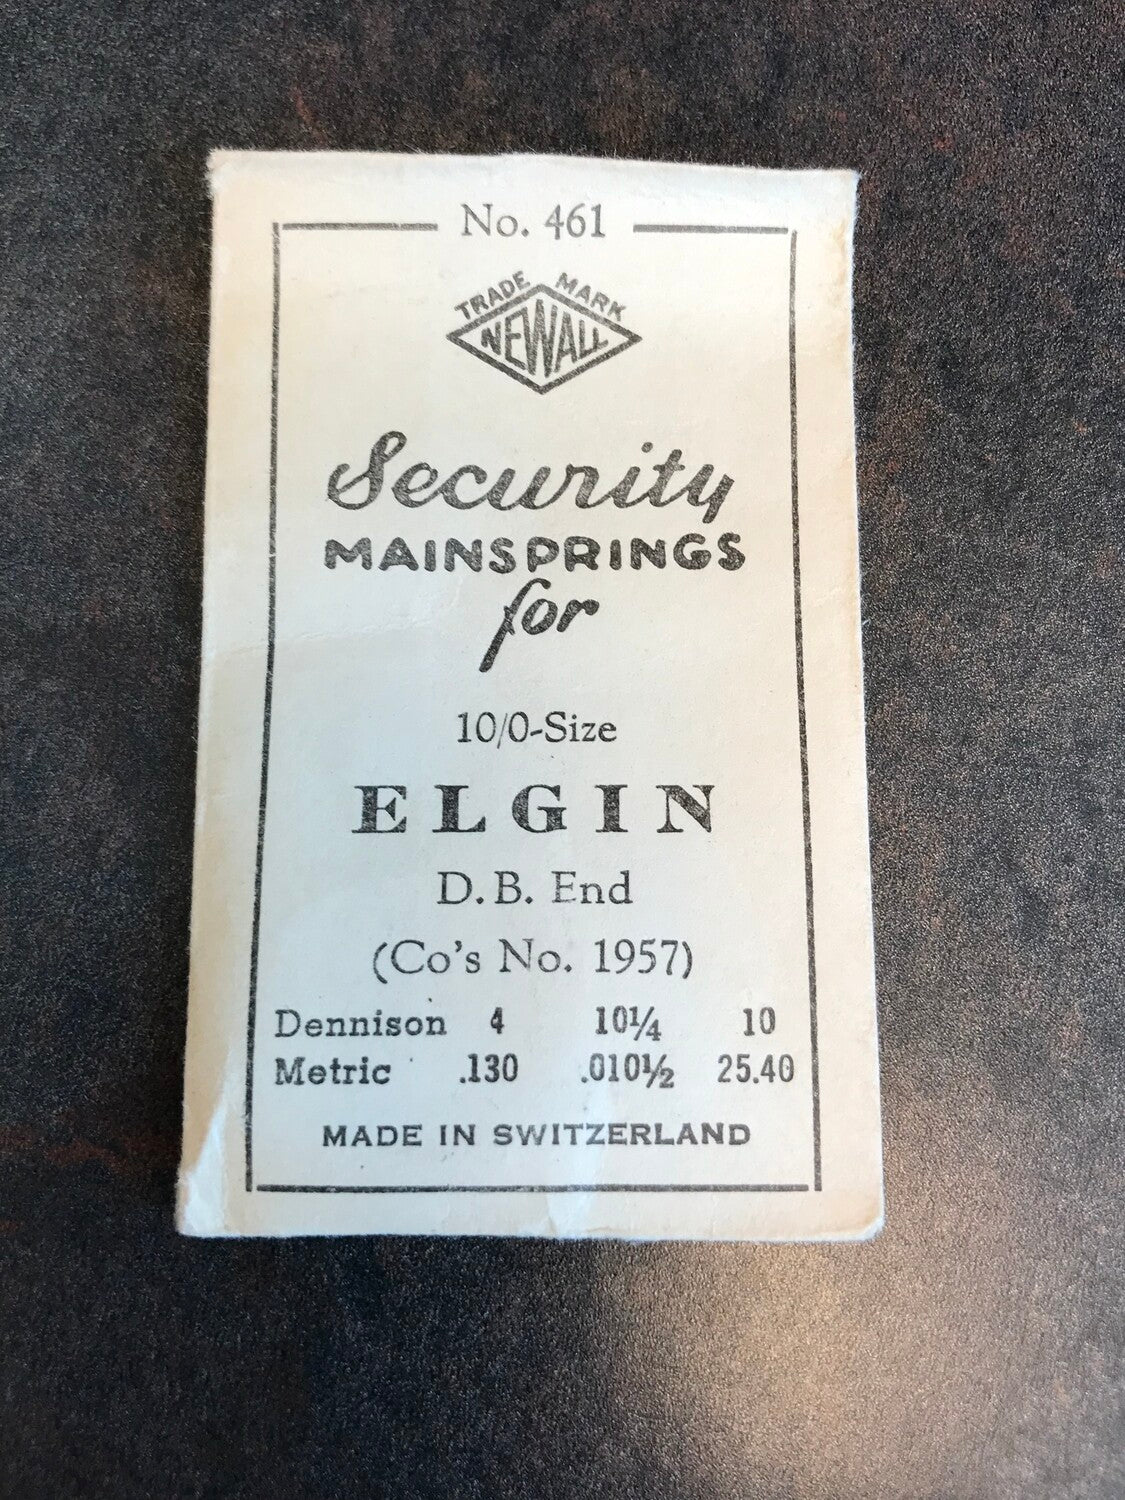 No. 461
TRADE MARK
NEWALL
Security
MAINSPRINGS
for
10/0-Size
ELGIN
D.B. End
(Co's No. 1957)
Dennison 4 10¼ 10
Metric .130 .010½ 25.40
MADE IN SWITZERLAND